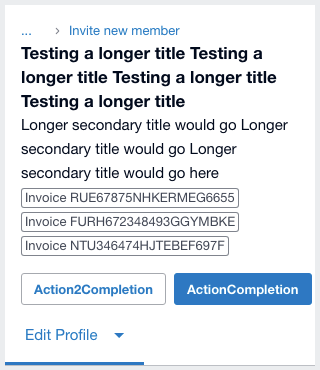 ... > Invite new member
Testing a longer title Testing a
longer title Testing a longer title
Testing a longer title
Longer secondary title would go Longer
secondary title would go Longer
secondary title would go here
Invoice RUE67875NHKERMEG6655
Invoice FURH672348493GGYMBKE
Invoice NTU346474HJTEBEF697F
Action2Completion ActionCompletion
Edit Profile